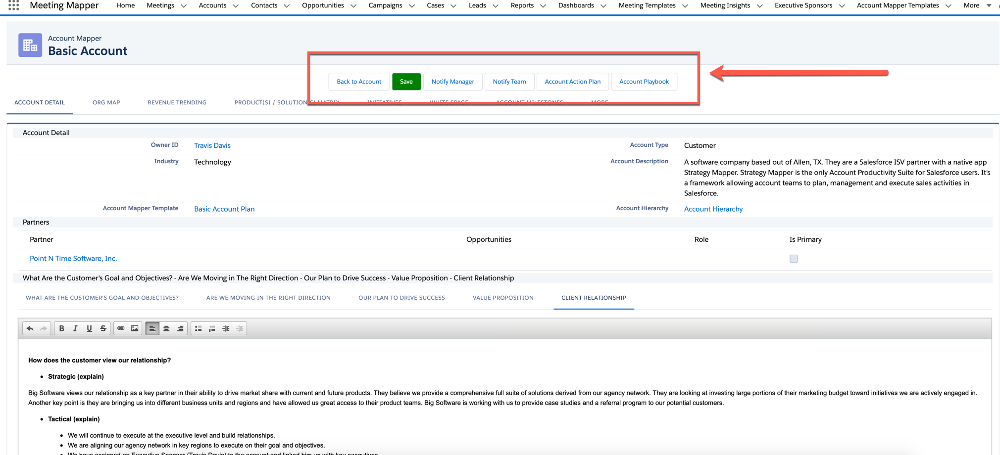 Meeting Mapper Home Meetings Accounts Contacts Opportunities Campaigns Cases Leads Reports Dashboards Meeting Templates Meeting Insights Executive Sponsors Account Mapper Templates More
Account Mapper
Basic Account
Back to Account Save Notify Manager Notify Team Account Action Plan Account Playbook
ACCOUNT DETAIL ORG MAP REVENUE TRENDING PRODUCT(S) / SOLUTION(S) MATRIX INITIATIVES WHITE SPACE ACCOUNT MILESTONES MORE
Account Detail
Owner ID Travis Davis Account Type Customer
Industry Technology Account Description A software company based out of Allen, TX. They are a Salesforce ISV partner with a native app
Strategy Mapper. Strategy Mapper is the only Account Productivity Suite for Salesforce users. It's
a framework allowing account teams to plan, management and execute sales activities in
Salesforce.
Account Mapper Template Basic Account Plan Account Hierarchy Account Hierarchy
Partners
Partner Opportunities Role Is Primary
Point N Time Software, Inc.
What Are the Customer's Goal and Objectives? - Are We Moving in The Right Direction - Our Plan to Drive Success - Value Proposition - Client Relationship
WHAT ARE THE CUSTOMER'S GOAL AND OBJECTIVES? ARE WE MOVING IN THE RIGHT DIRECTION OUR PLAN TO DRIVE SUCCESS VALUE PROPOSITION CLIENT RELATIONSHIP
B I U S
How does the customer view our relationship?
• Strategic (explain)
Big Software views our relationship as a key partner in their ability to drive market share with current and future products. They believe we provide a comprehensive full suite of solutions derived from our agency network. They are looking at investing large portions of their marketing budget toward initiatives we are actively engaged in.
Another key point is they are bringing us into different business units and regions and have allowed us great access to their product teams. Big Software is working with us to provide case studies and a referral program to our potential customers.
• Tactical (explain)
• We will continue to execute at the executive level and build relationships.
• We are aligning our agency network in key regions to execute on their goal and objectives.
• We have assigned an Executive Sponsor (Travis Davis) to the account and linked him up with key executives.